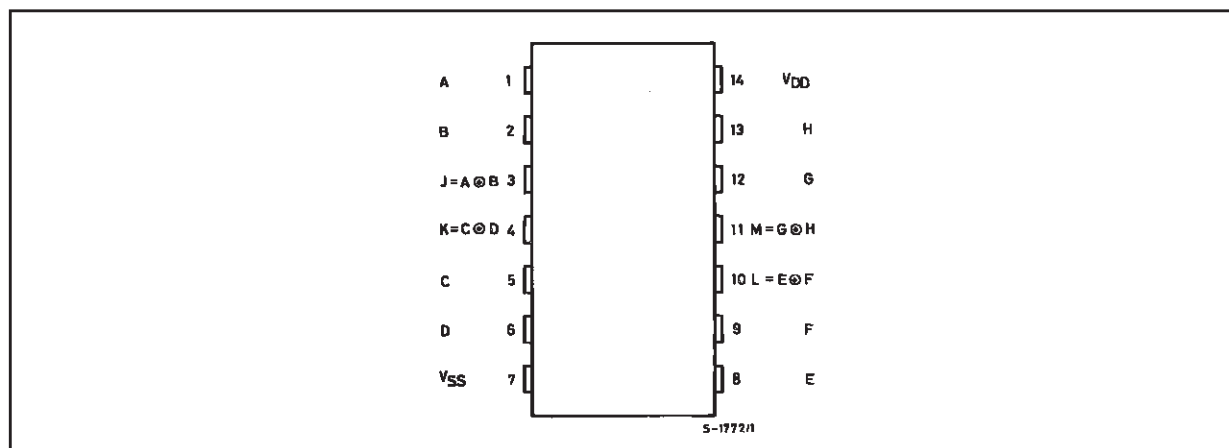 A 1 14 VDD
B 2 13 H
J=A⊕B 3 12 G
K=C⊕D 4 11 M=G⊕H
C 5 10 L=E⊕F
D 6 9 F
VSS 7 8 E
S-1772/1